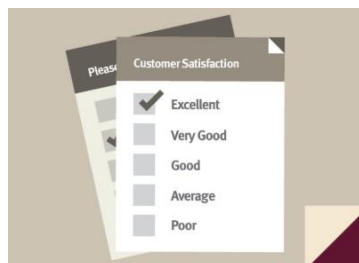 Please
Customer Satisfaction
Excellent
Very Good
Good
Average
Poor